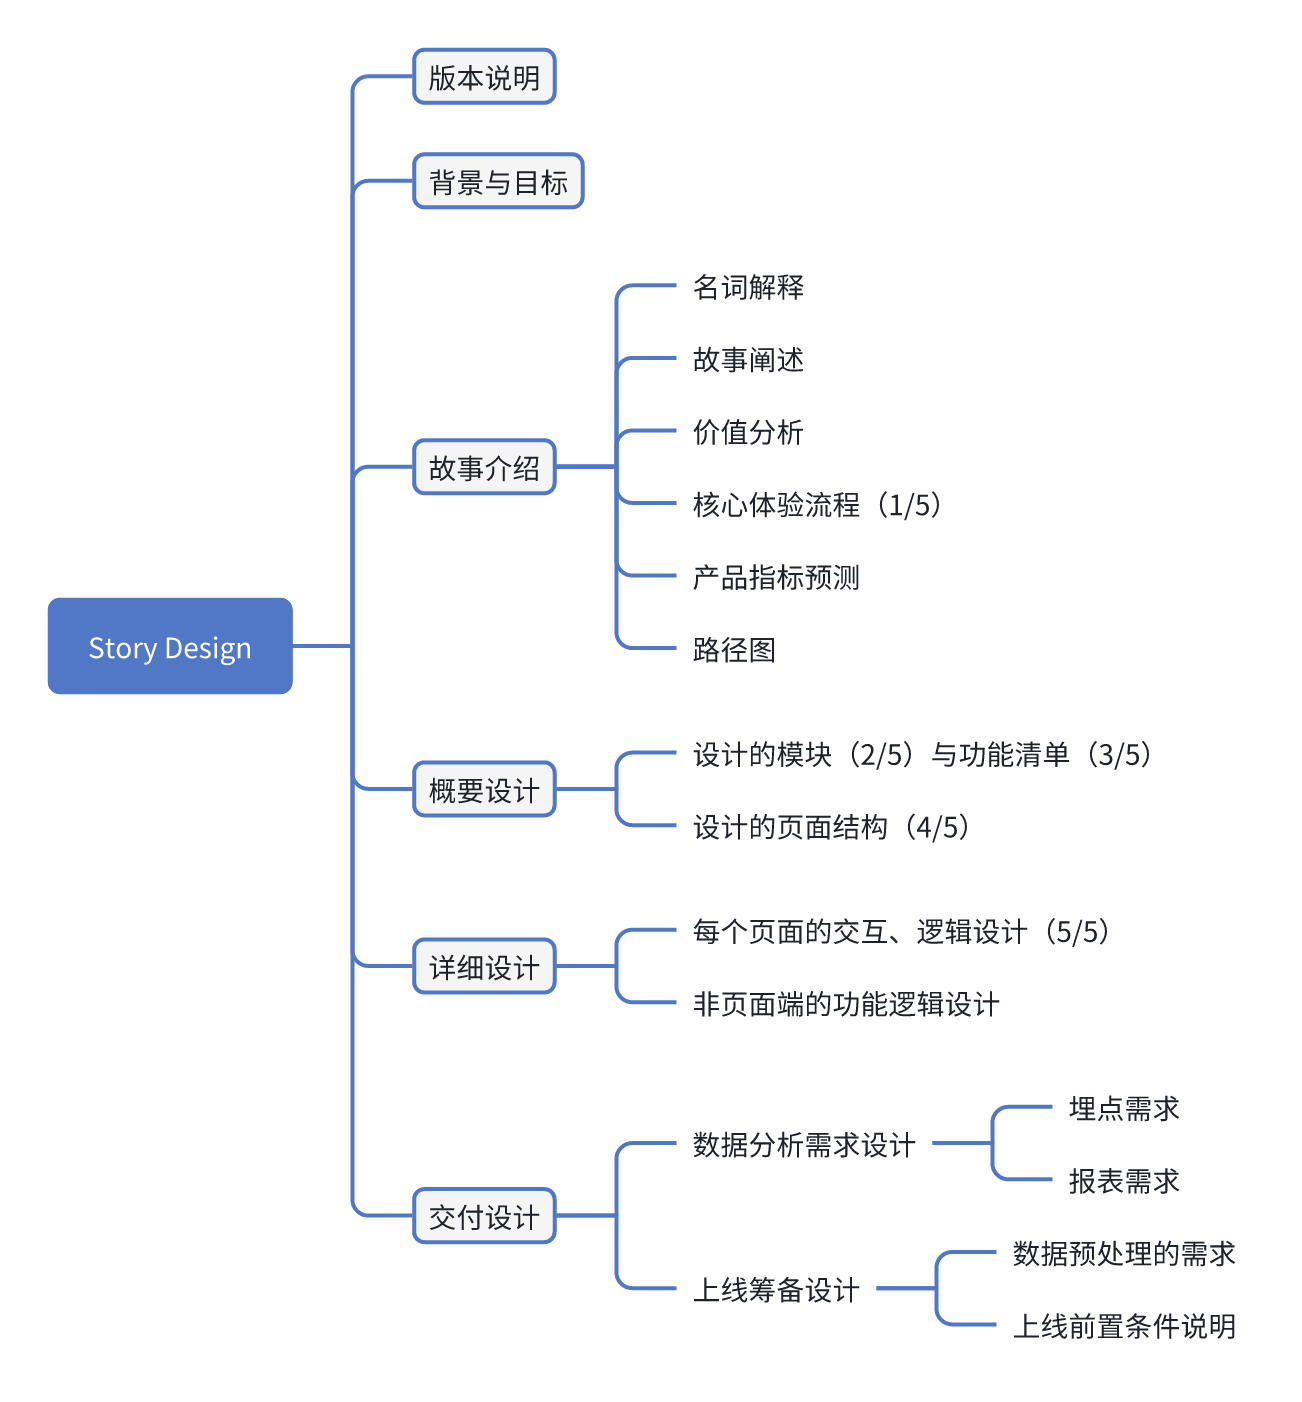 版本说明
背景与目标
名词解释
故事阐述
价值分析
故事介绍
核心体验流程（1/5）
产品指标预测
路径图
Story Design
设计的模块（2/5）与功能清单（3/5）
概要设计
设计的页面结构（4/5）
每个页面的交互、逻辑设计（5/5）
详细设计
非页面端的功能逻辑设计
埋点需求
数据分析需求设计
报表需求
交付设计
数据预处理的需求
上线筹备设计
上线前置条件说明